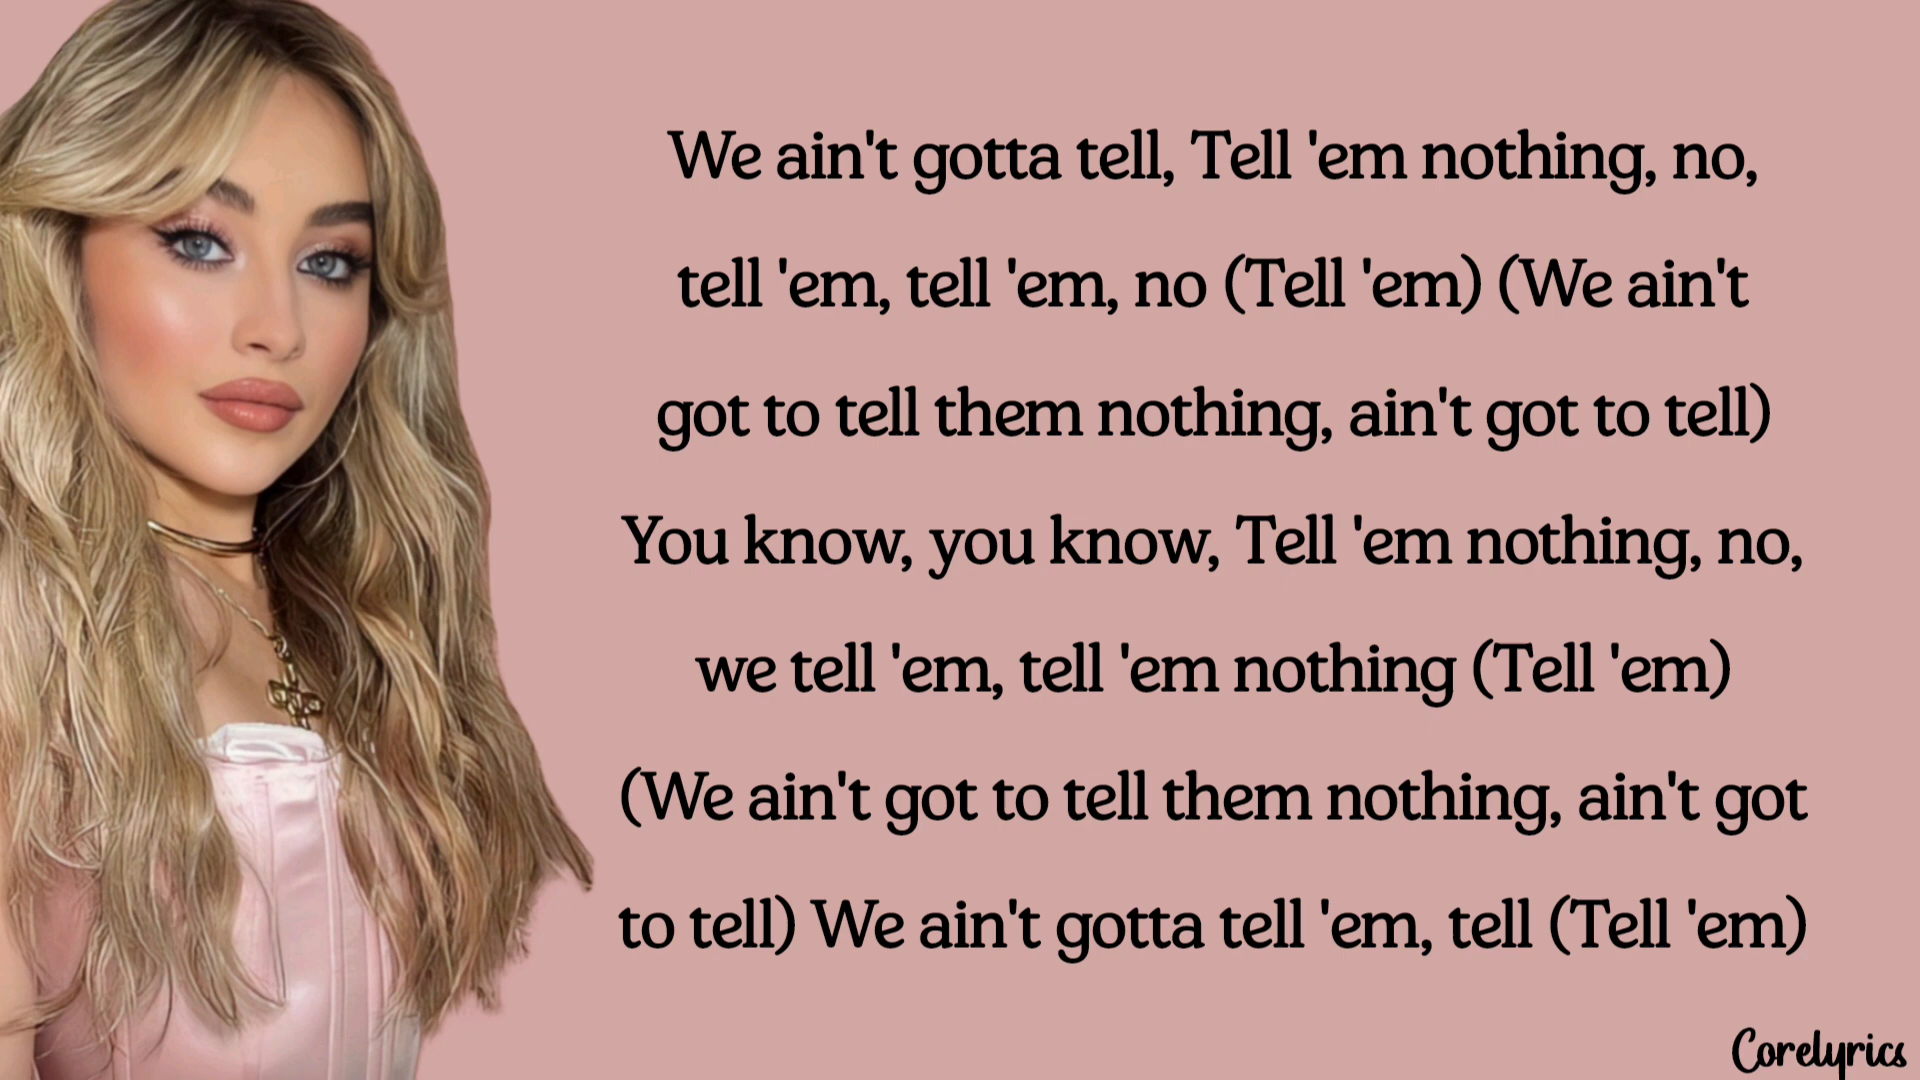 We ain't gotta tell, Tell 'em nothing, no,
tell 'em, tell 'em, no (Tell 'em) (We ain't
got to tell them nothing, ain't got to tell)
You know, you know, Tell 'em nothing, no,
we tell 'em, tell 'em nothing (Tell 'em)
(We ain't got to tell them nothing, ain't got
to tell) We ain't gotta tell 'em, tell (Tell 'em)
Corelyrics